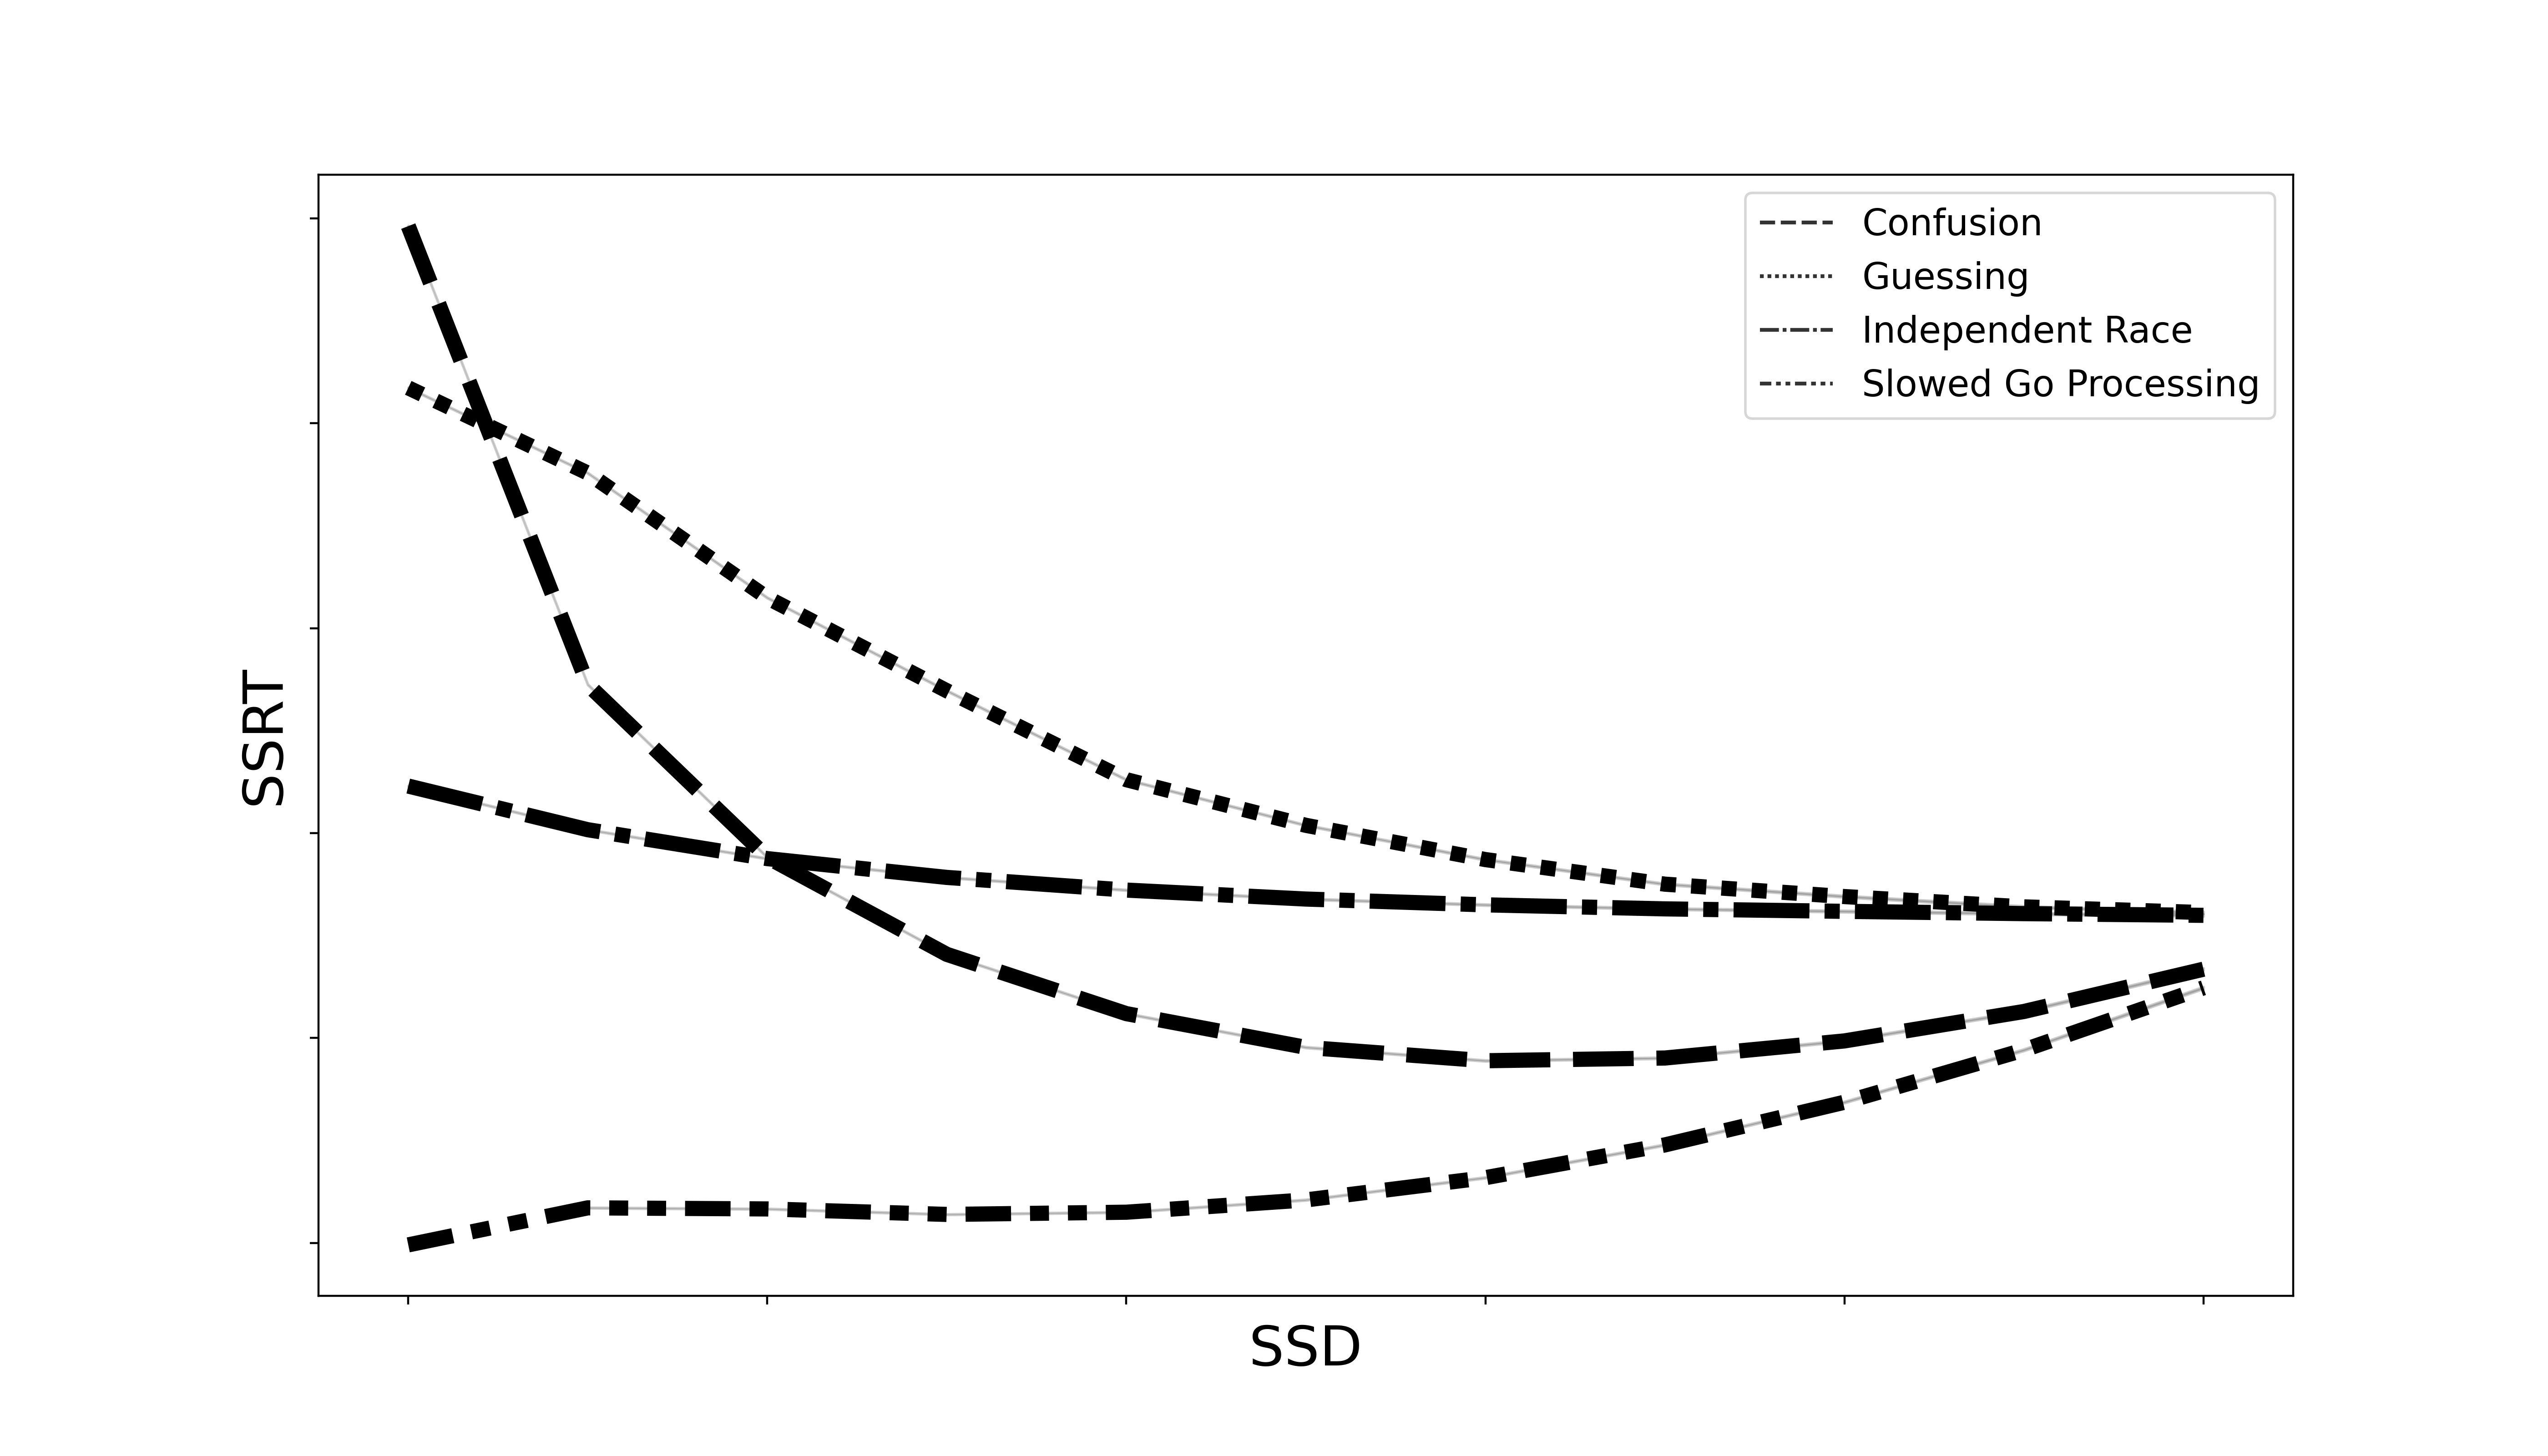 Confusion
Guessing
Independent Race
Slowed Go Processing
SSRT
SSD